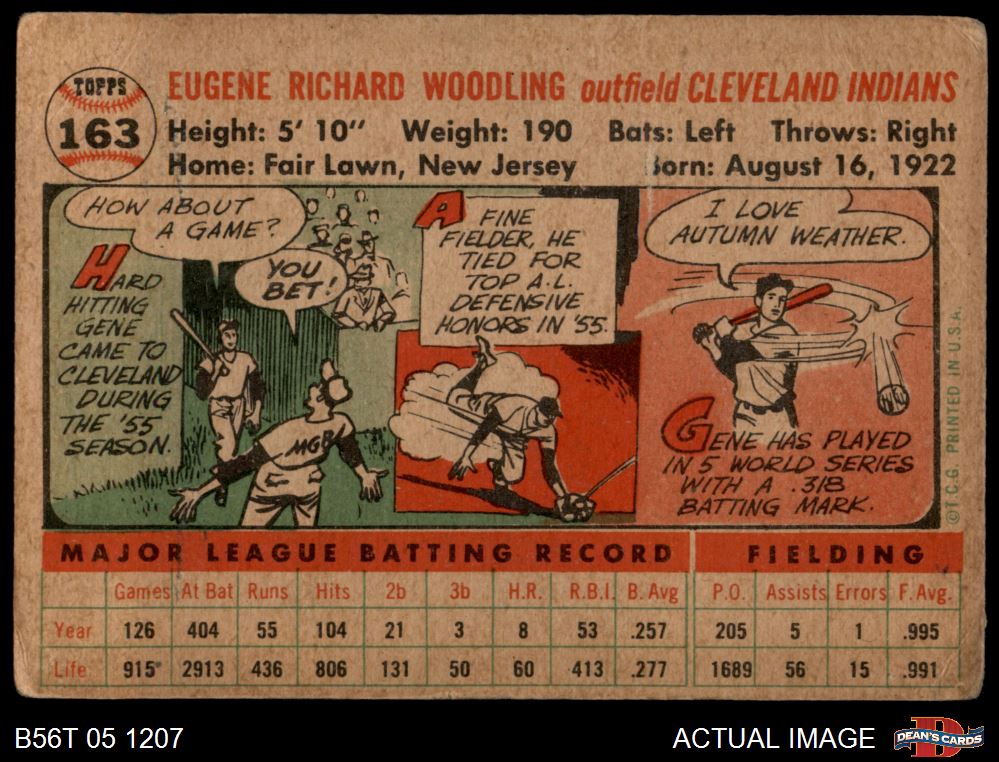 TOPPS
163
EUGENE RICHARD WOODLING outfield CLEVELAND INDIANS
Height: 5' 10" Weight: 190 Bats: Left Throws: Right
Home: Fair Lawn, New Jersey Born: August 16, 1922
HOW ABOUT
A GAME?
YOU
BET!
HARD
HITTING
GENE
CAME TO
CLEVELAND
DURING
THE '55
SEASON.
MGR.
A FINE
FIELDER, HE
TIED FOR
TOP A.L.
DEFENSIVE
HONORS IN '55.
I LOVE
AUTUMN WEATHER.
GENE HAS PLAYED
IN 5 WORLD SERIES
WITH A .318
BATTING MARK.
©T.C.G. PRINTED IN U.S.A.
MAJOR LEAGUE BATTING RECORD FIELDING
Games At Bat Runs Hits 2b 3b H.R. R.B.I. B. Avg P.O. Assists Errors F. Avg.
Year 126 404 55 104 21 3 8 53 .257 205 5 1 .995
Life 915 2913 436 806 131 50 60 413 .277 1689 56 15 .991
B56T 05 1207 ACTUAL IMAGE DEAN'S CARDS